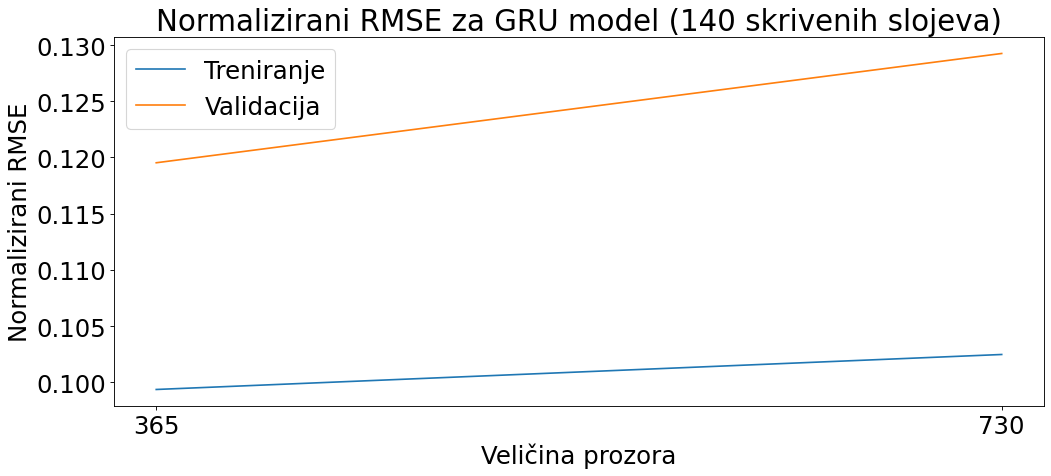 Normalizirani RMSE za GRU model (140 skrivenih slojeva)
Treniranje
Validacija
Normalizirani RMSE
0.130
0.125
0.120
0.115
0.110
0.105
0.100
365
730
Veličina prozora